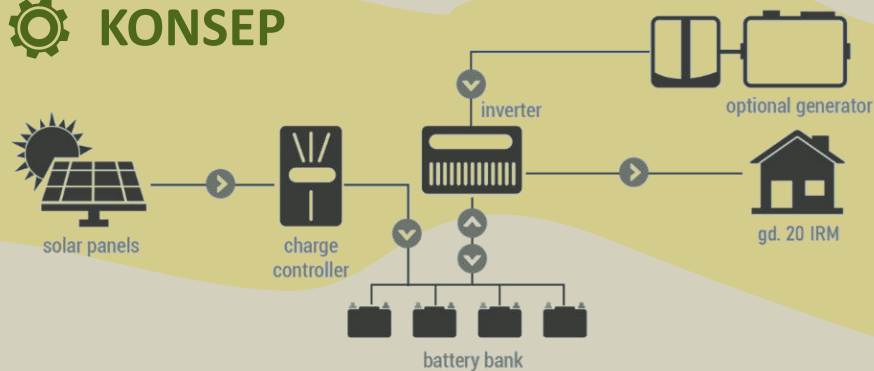 KONSEP
optional generator
inverter
solar panels
charge
controller
gd. 20 IRM
battery bank